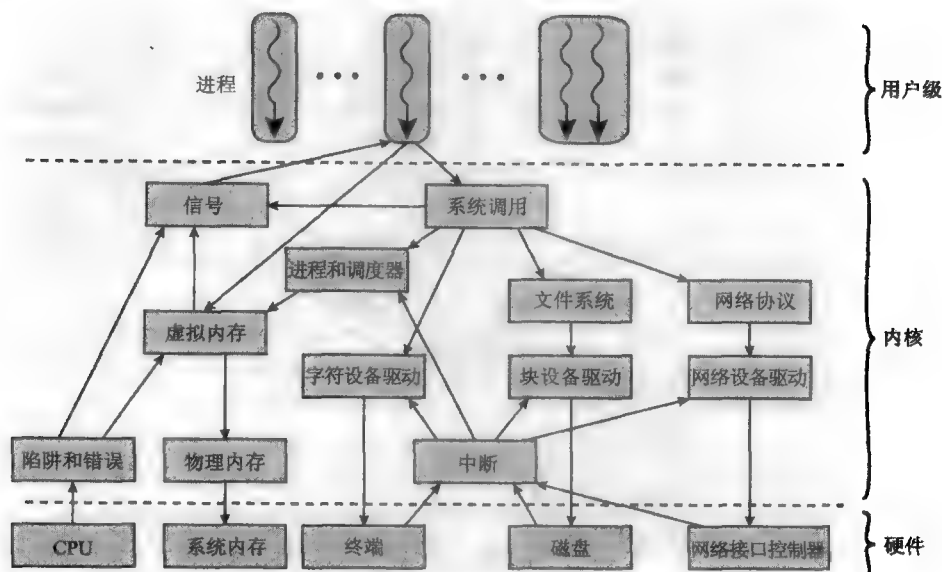 进程
用户级
信号
系统调用
进程和调度器
文件系统
网络协议
虚拟内存
内核
字符设备驱动
块设备驱动
网络设备驱动
陷阱和错误
物理内存
中断
CPU
系统内存
终端
磁盘
网络接口控制器
硬件